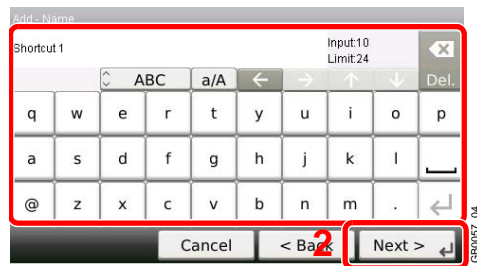 Add - Name
Shortcut 1
Input:10
Limit:24
ABC a/A ← → ↑ ↓ Del.
q w e r t y u i o p
a s d f g h j k l
@ z x c v b n m .
Cancel < Back 2 Next >
GB0057_04